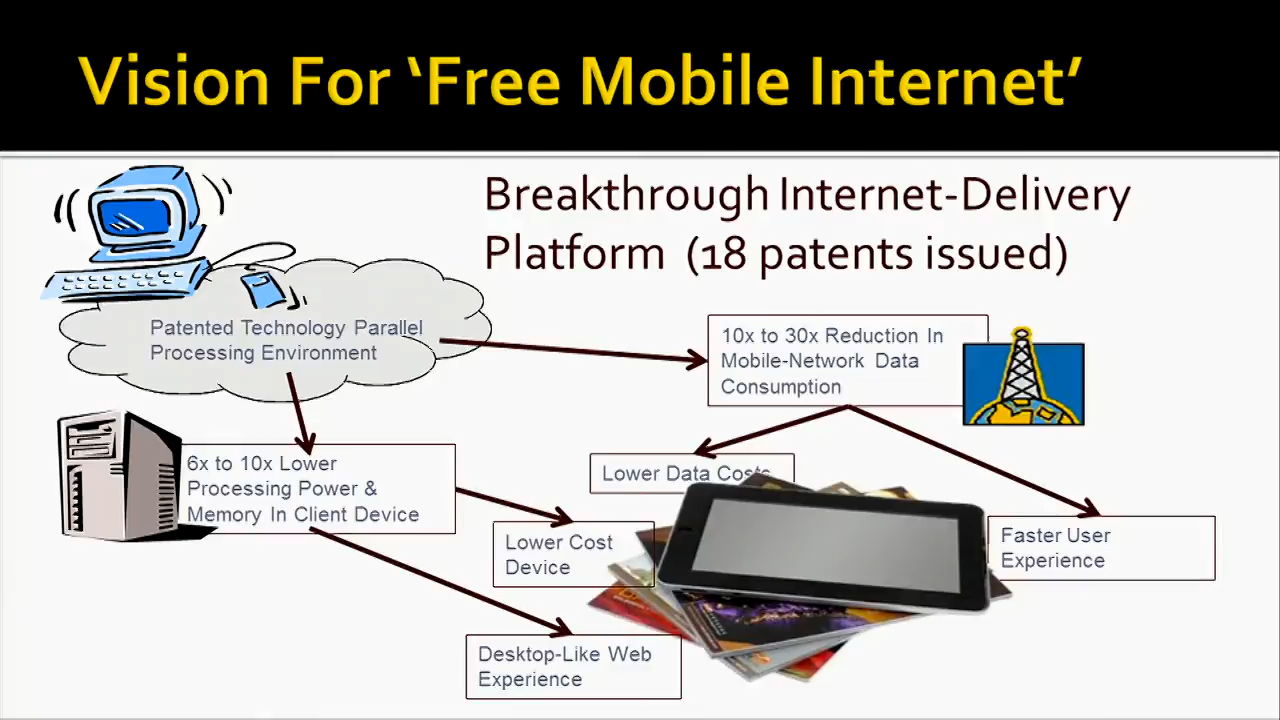 Vision For ‘Free Mobile Internet’
Breakthrough Internet-Delivery
Platform (18 patents issued)
Patented Technology Parallel
Processing Environment
10x to 30x Reduction In
Mobile-Network Data
Consumption
6x to 10x Lower
Processing Power &
Memory In Client Device
Lower Data Costs
Lower Cost
Device
Faster User
Experience
Desktop-Like Web
Experience